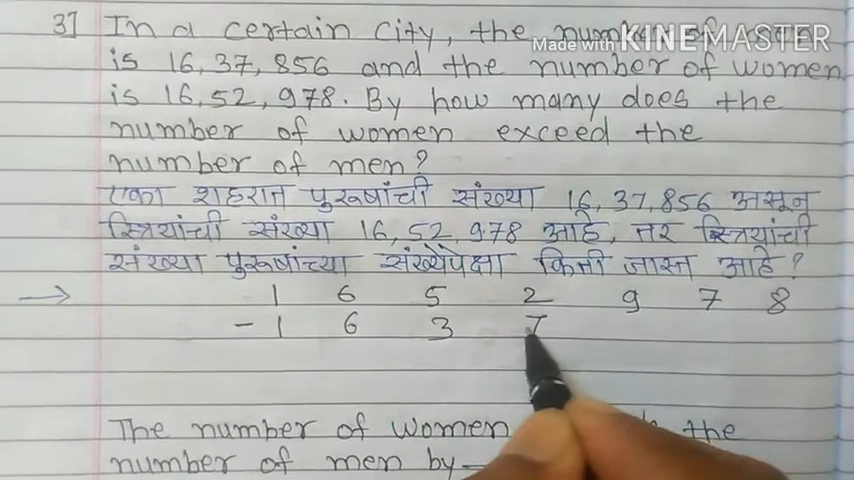 3] In a certain city, the number of men
Made with KINEMASTER
is 16,37,856 and the number of women
is 16,52,978. By how many does the
number of women exceed the
number of men?
एका शहरात पुरूषांची संख्या 16,37,856 असून
स्त्रियांची संख्या 16,52,978 आहे, तर स्त्रियांची
संख्या पुरूषांच्या संख्येपेक्षा किती जास्त आहे?
→ 1 6 5 2 9 7 8
- 1 6 3 7
The number of women the
number of men by-